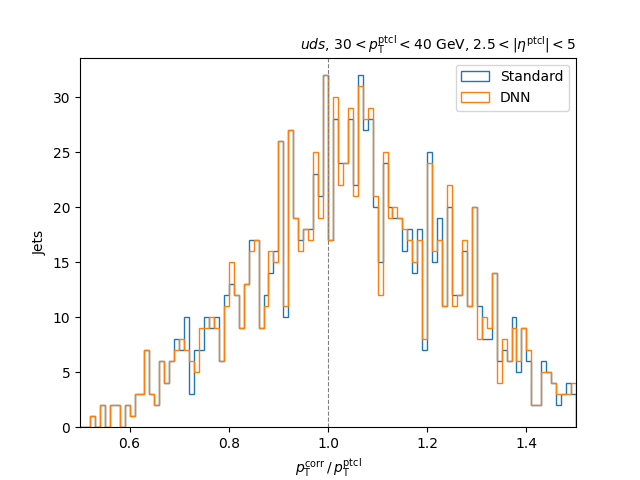 uds, 30 < p_T^ptcl < 40 GeV, 2.5 < |η^ptcl| < 5
Standard
DNN
Jets
30
25
20
15
10
5
0
0.6 0.8 1.0 1.2 1.4
p_T^corr / p_T^ptcl